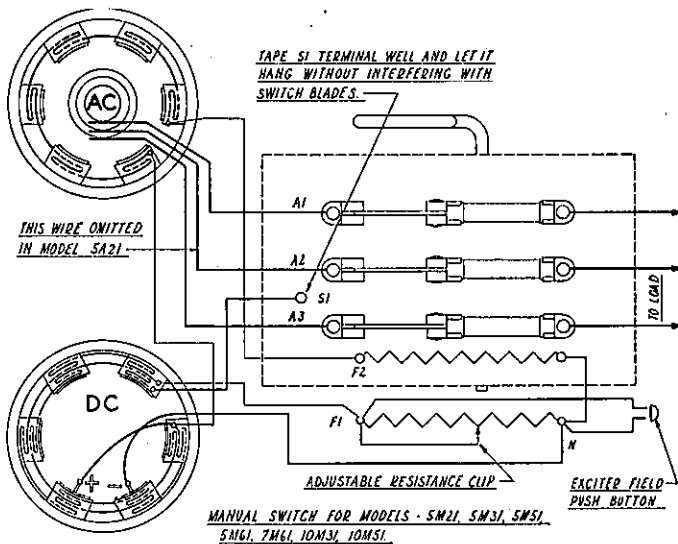 TAPE S1 TERMINAL WELL AND LET IT
HANG WITHOUT INTERFERING WITH
SWITCH BLADES.
AC
A1
THIS WIRE OMITTED
IN MODEL 5A21
A2
S1
A3
TO LOAD
F2
DC
F1
N
+ -
ADJUSTABLE RESISTANCE CLIP
EXCITER FIELD
PUSH BUTTON
MANUAL SWITCH FOR MODELS - 5M21, 5M31, 5M51,
5M61, 7M61, 10M31, 10M51.